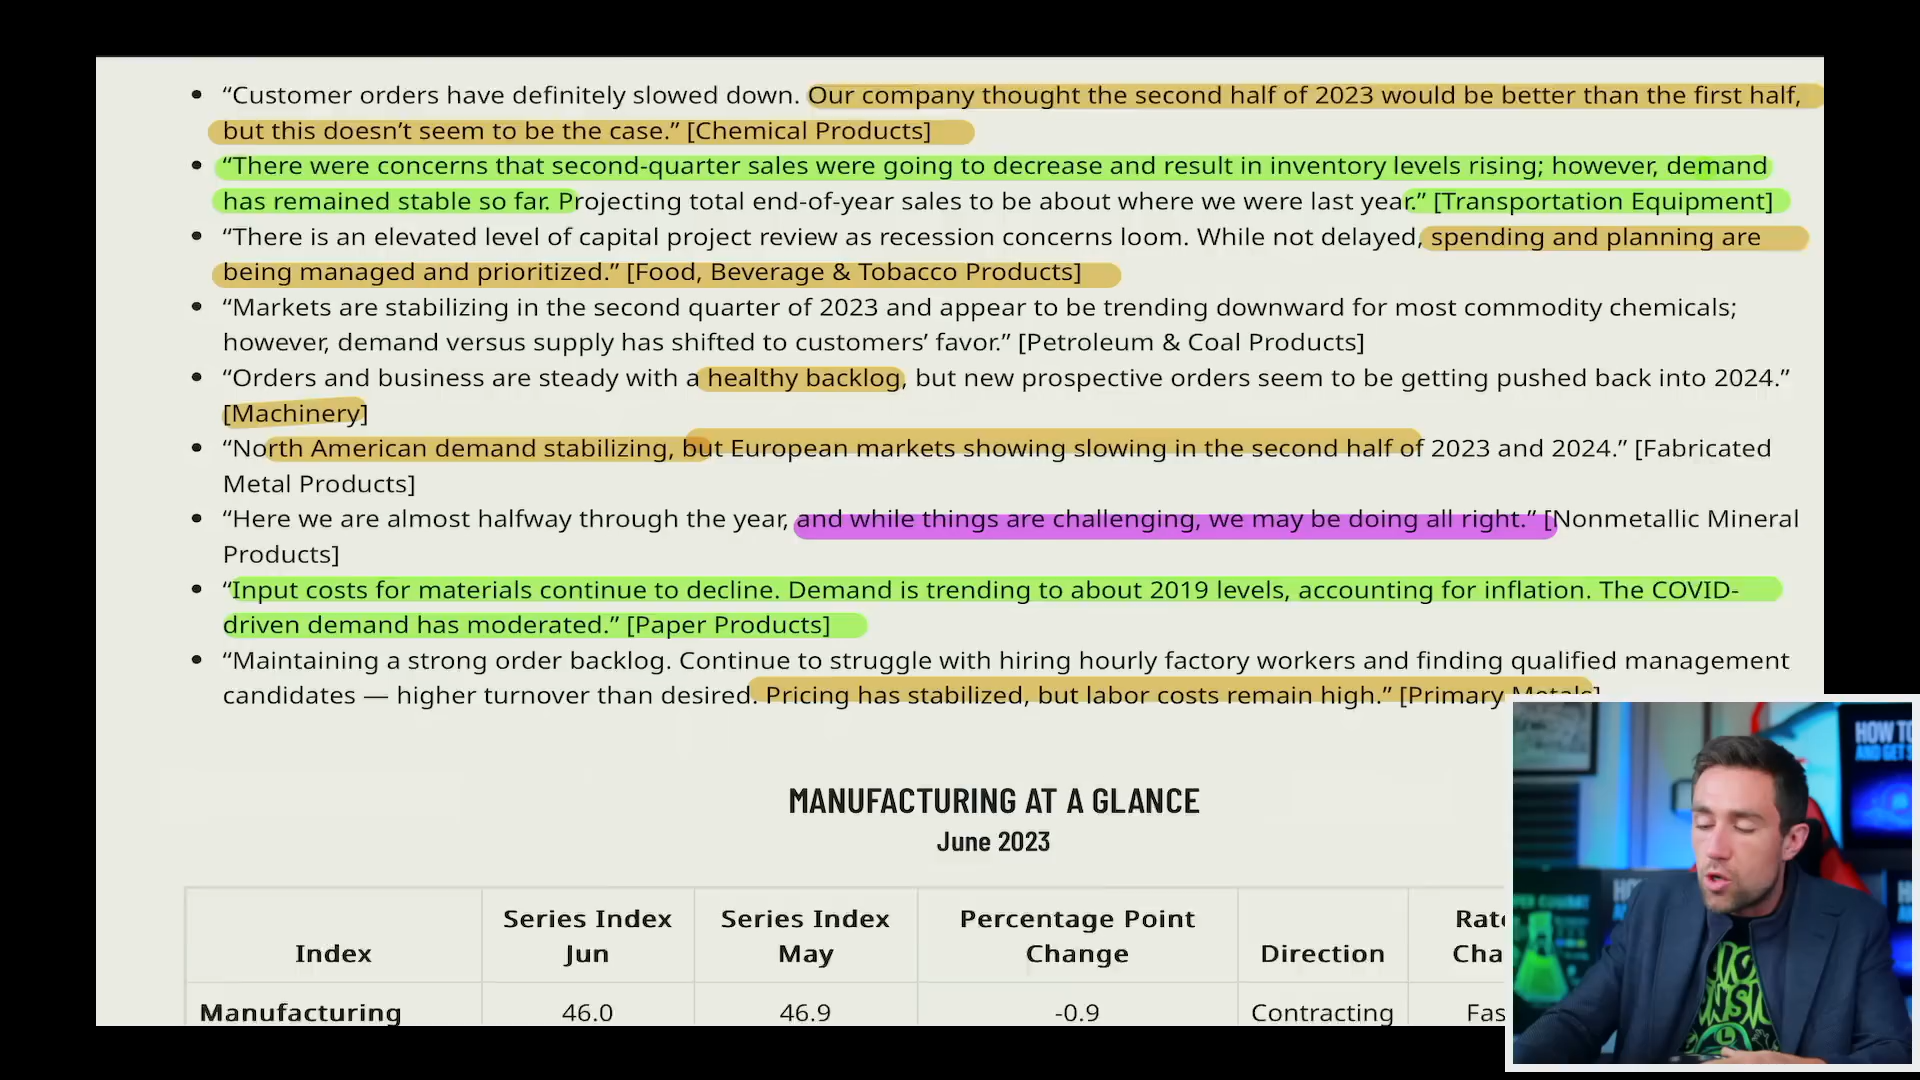 “Customer orders have definitely slowed down. Our company thought the second half of 2023 would be better than the first half,
but this doesn’t seem to be the case.” [Chemical Products]
“There were concerns that second-quarter sales were going to decrease and result in inventory levels rising; however, demand
has remained stable so far. Projecting total end-of-year sales to be about where we were last year.” [Transportation Equipment]
“There is an elevated level of capital project review as recession concerns loom. While not delayed, spending and planning are
being managed and prioritized.” [Food, Beverage & Tobacco Products]
“Markets are stabilizing in the second quarter of 2023 and appear to be trending downward for most commodity chemicals;
however, demand versus supply has shifted to customers’ favor.” [Petroleum & Coal Products]
“Orders and business are steady with a healthy backlog, but new prospective orders seem to be getting pushed back into 2024.”
[Machinery]
“North American demand stabilizing, but European markets showing slowing in the second half of 2023 and 2024.” [Fabricated
Metal Products]
“Here we are almost halfway through the year, and while things are challenging, we may be doing all right.” [Nonmetallic Mineral
Products]
“Input costs for materials continue to decline. Demand is trending to about 2019 levels, accounting for inflation. The COVID-
driven demand has moderated.” [Paper Products]
“Maintaining a strong order backlog. Continue to struggle with hiring hourly factory workers and finding qualified management
candidates — higher turnover than desired. Pricing has stabilized, but labor costs remain high.” [Primary Metals]
MANUFACTURING AT A GLANCE
June 2023
Index
Series Index
Jun
Series Index
May
Percentage Point
Change
Direction
Rate
Cha
Manufacturing 46.0 46.9 -0.9 Contracting Fas
HOW TO
AND GET